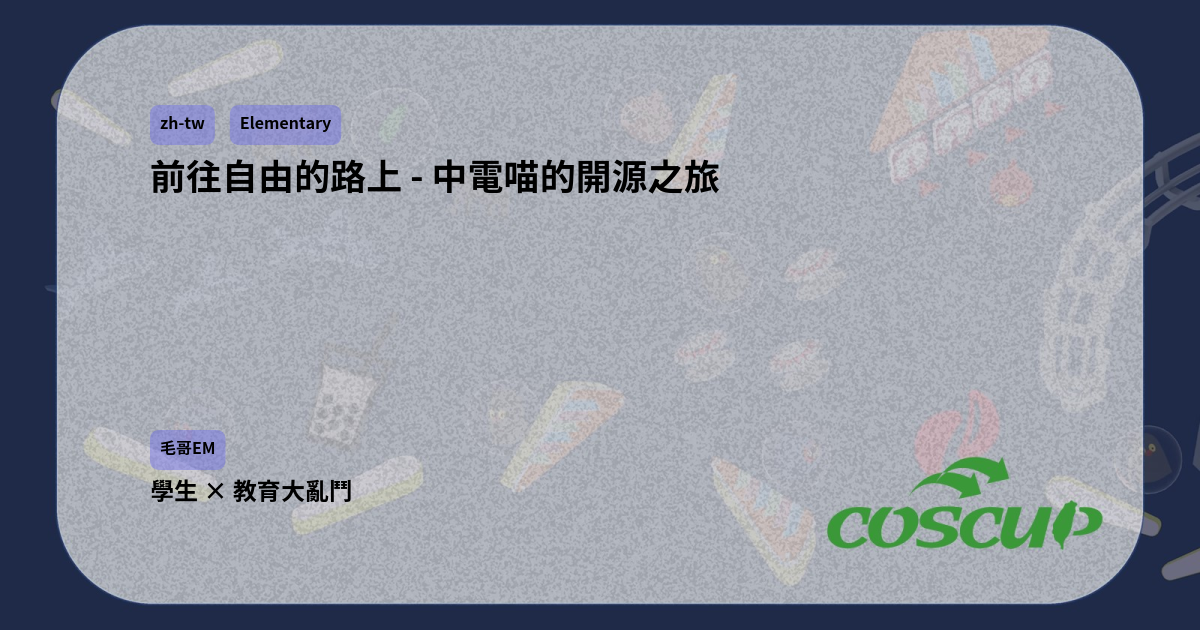 zh-tw Elementary
前往自由的路上 - 中電喵的開源之旅
毛哥EM
學生 × 教育大亂鬥
COSCUP